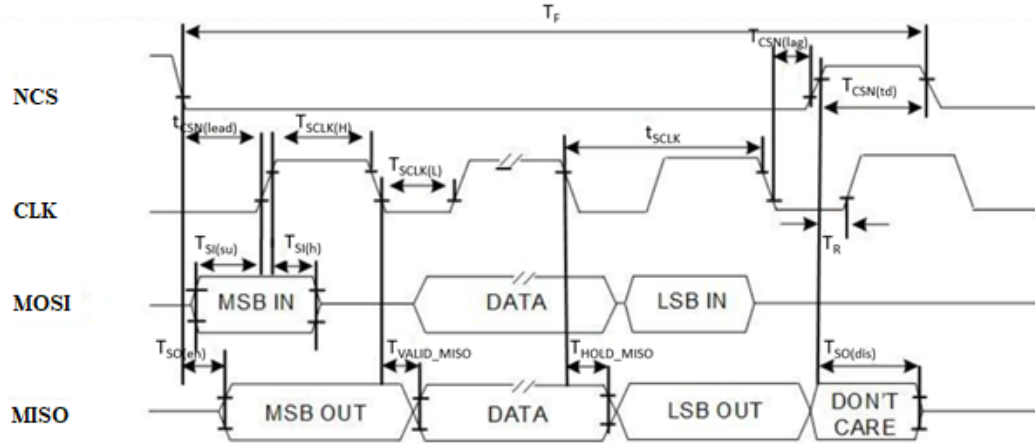 T_F
T_CSN(lag)
NCS
T_CSN(td)
t_CSN(lead)
T_SCLK(H)
t_SCLK
T_SCLK(L)
CLK
T_R
T_SI(su)
T_SI(h)
MOSI
MSB IN
DATA
LSB IN
T_SO(en)
T_VALID_MISO
T_HOLD_MISO
T_SO(dis)
MISO
MSB OUT
DATA
LSB OUT
DON'T
CARE